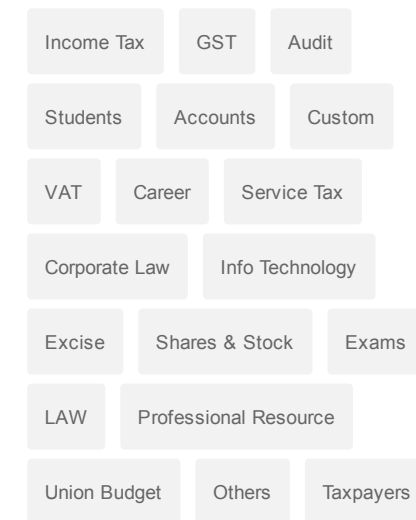 Income Tax GST Audit
Students Accounts Custom
VAT Career Service Tax
Corporate Law Info Technology
Excise Shares & Stock Exams
LAW Professional Resource
Union Budget Others Taxpayers